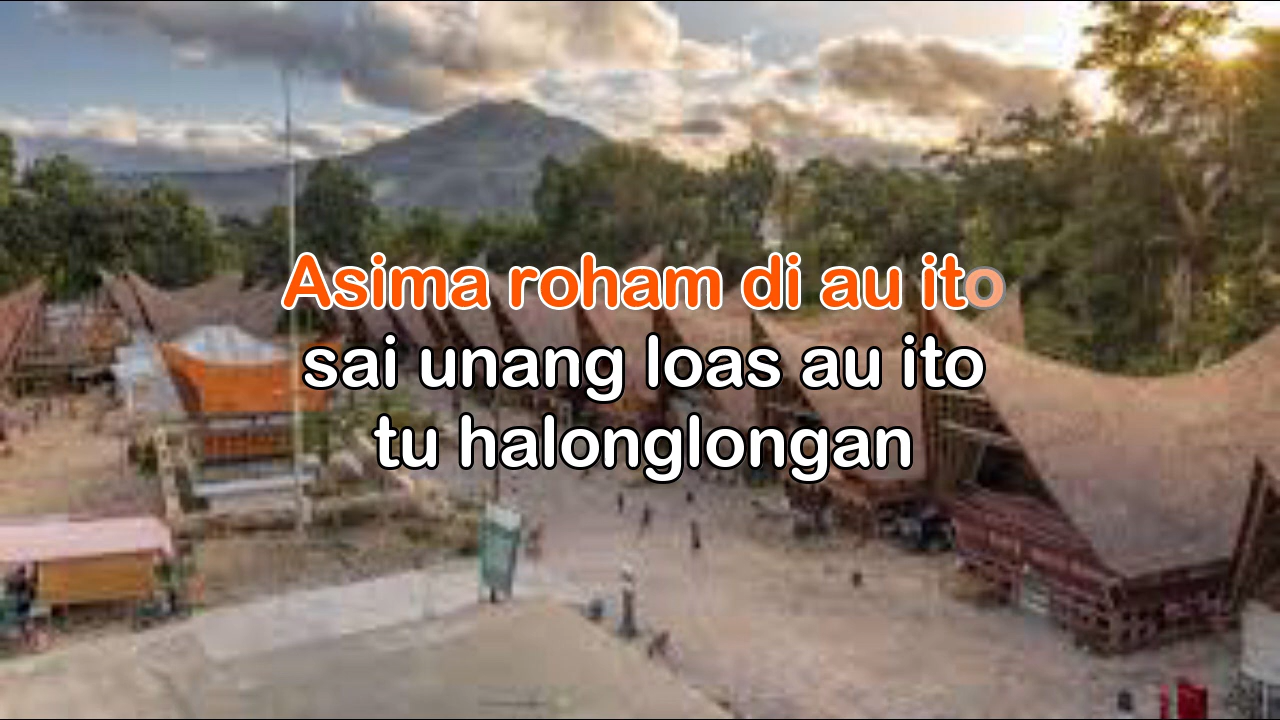 Asima roham di au ito
sai unang loas au ito
tu halonglongan